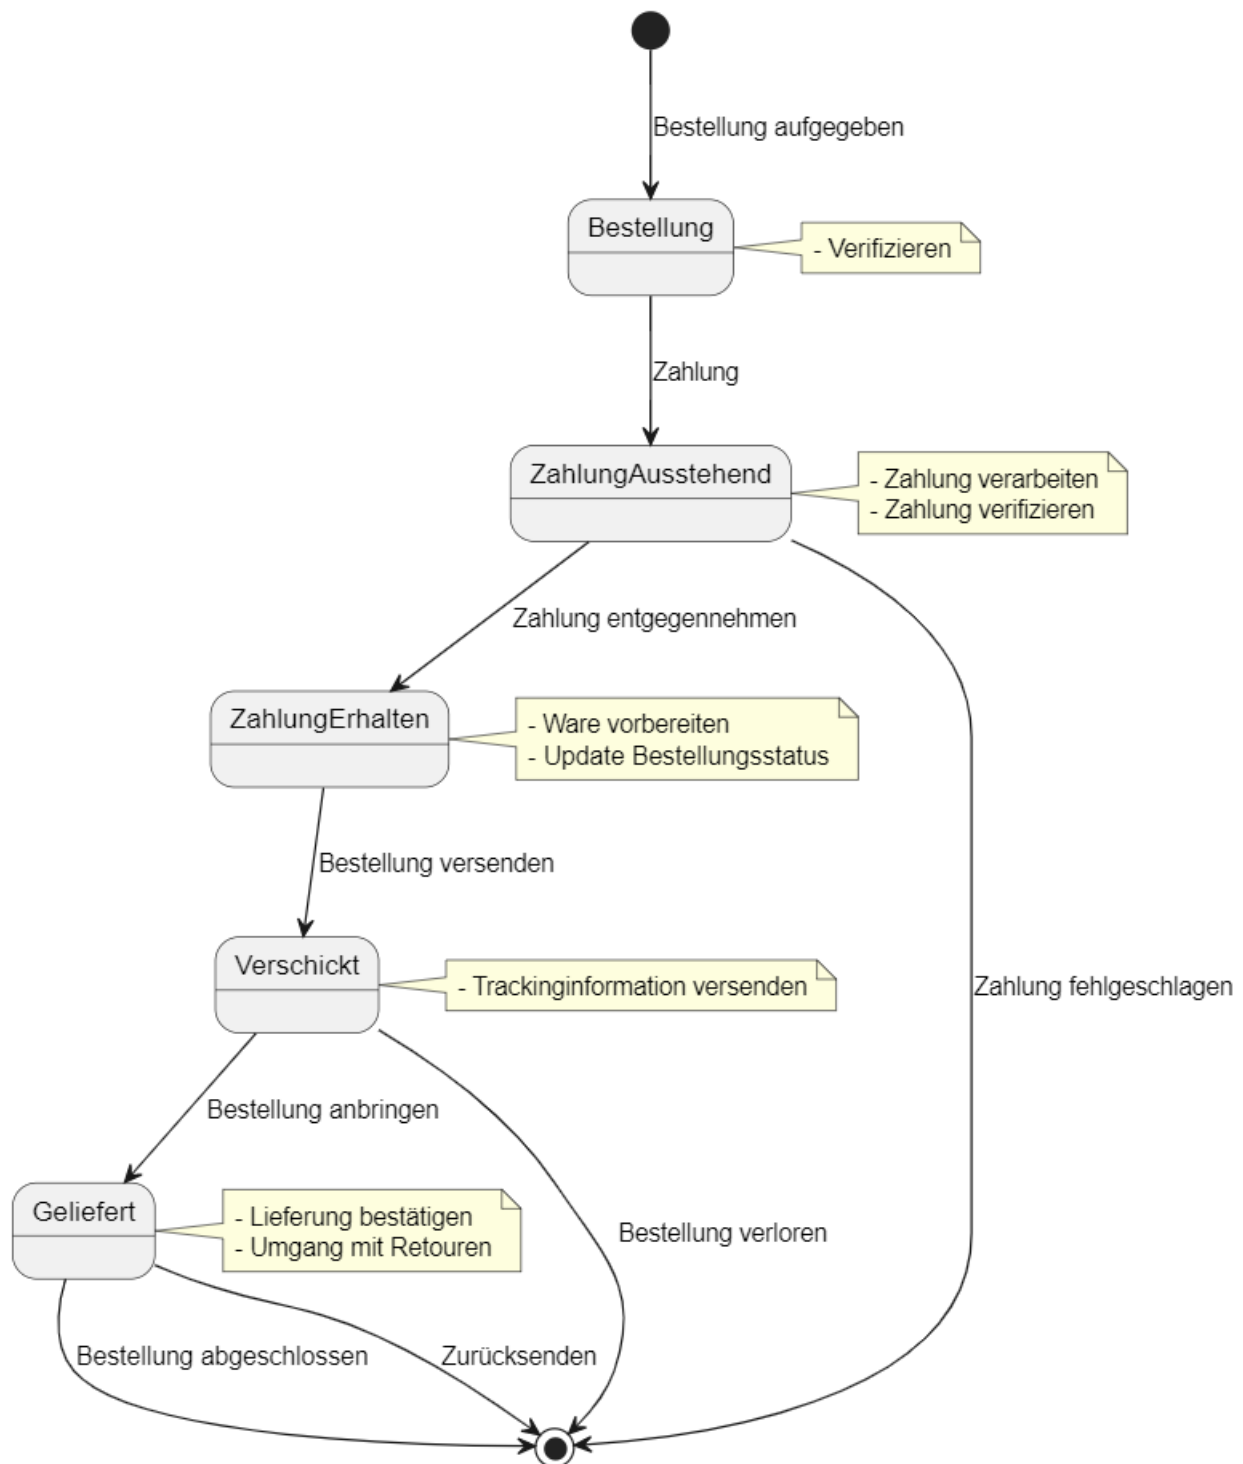 Bestellung aufgegeben
Bestellung
- Verifizieren
Zahlung
ZahlungAusstehend
- Zahlung verarbeiten
- Zahlung verifizieren
Zahlung entgegennehmen
ZahlungErhalten
- Ware vorbereiten
- Update Bestellungsstatus
Bestellung versenden
Verschickt
- Trackinginformation versenden
Zahlung fehlgeschlagen
Bestellung anbringen
Geliefert
- Lieferung bestätigen
- Umgang mit Retouren
Bestellung verloren
Bestellung abgeschlossen
Zurücksenden